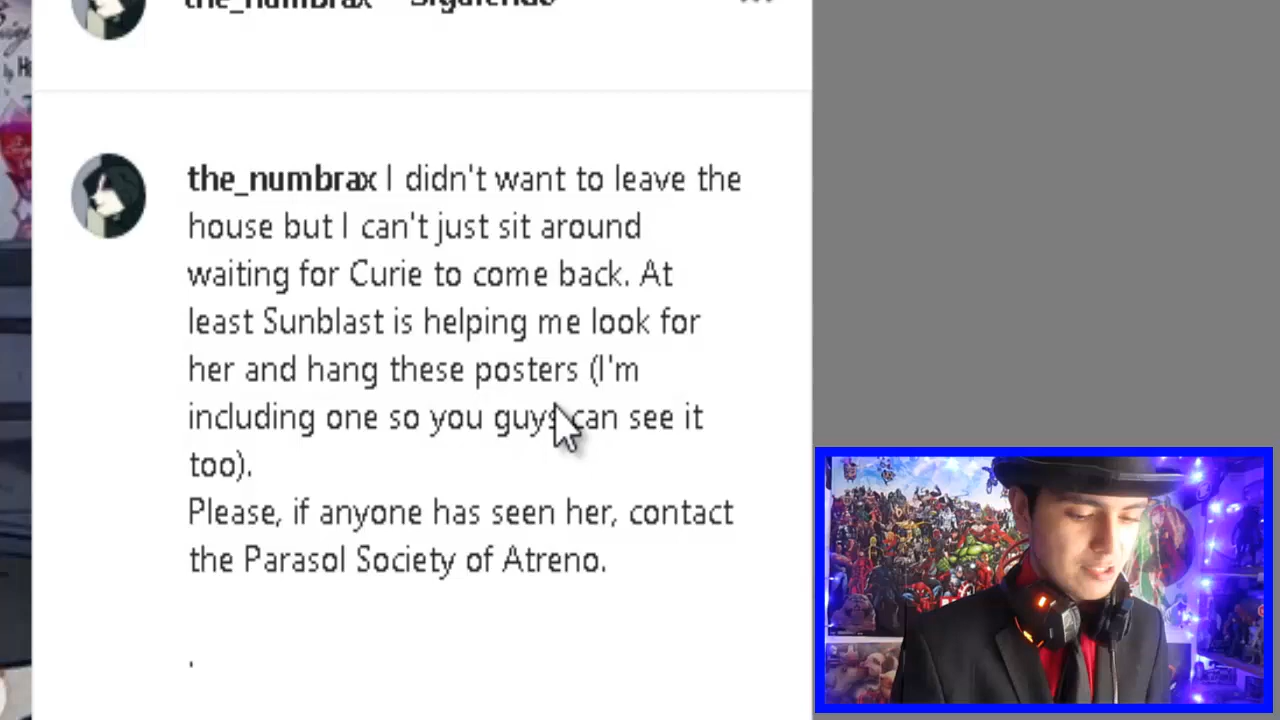 the_numbrax Siguiendo
the_numbrax I didn't want to leave the
house but I can't just sit around
waiting for Curie to come back. At
least Sunblast is helping me look for
her and hang these posters (I'm
including one so you guys can see it
too).
Please, if anyone has seen her, contact
the Parasol Society of Atreno.
.